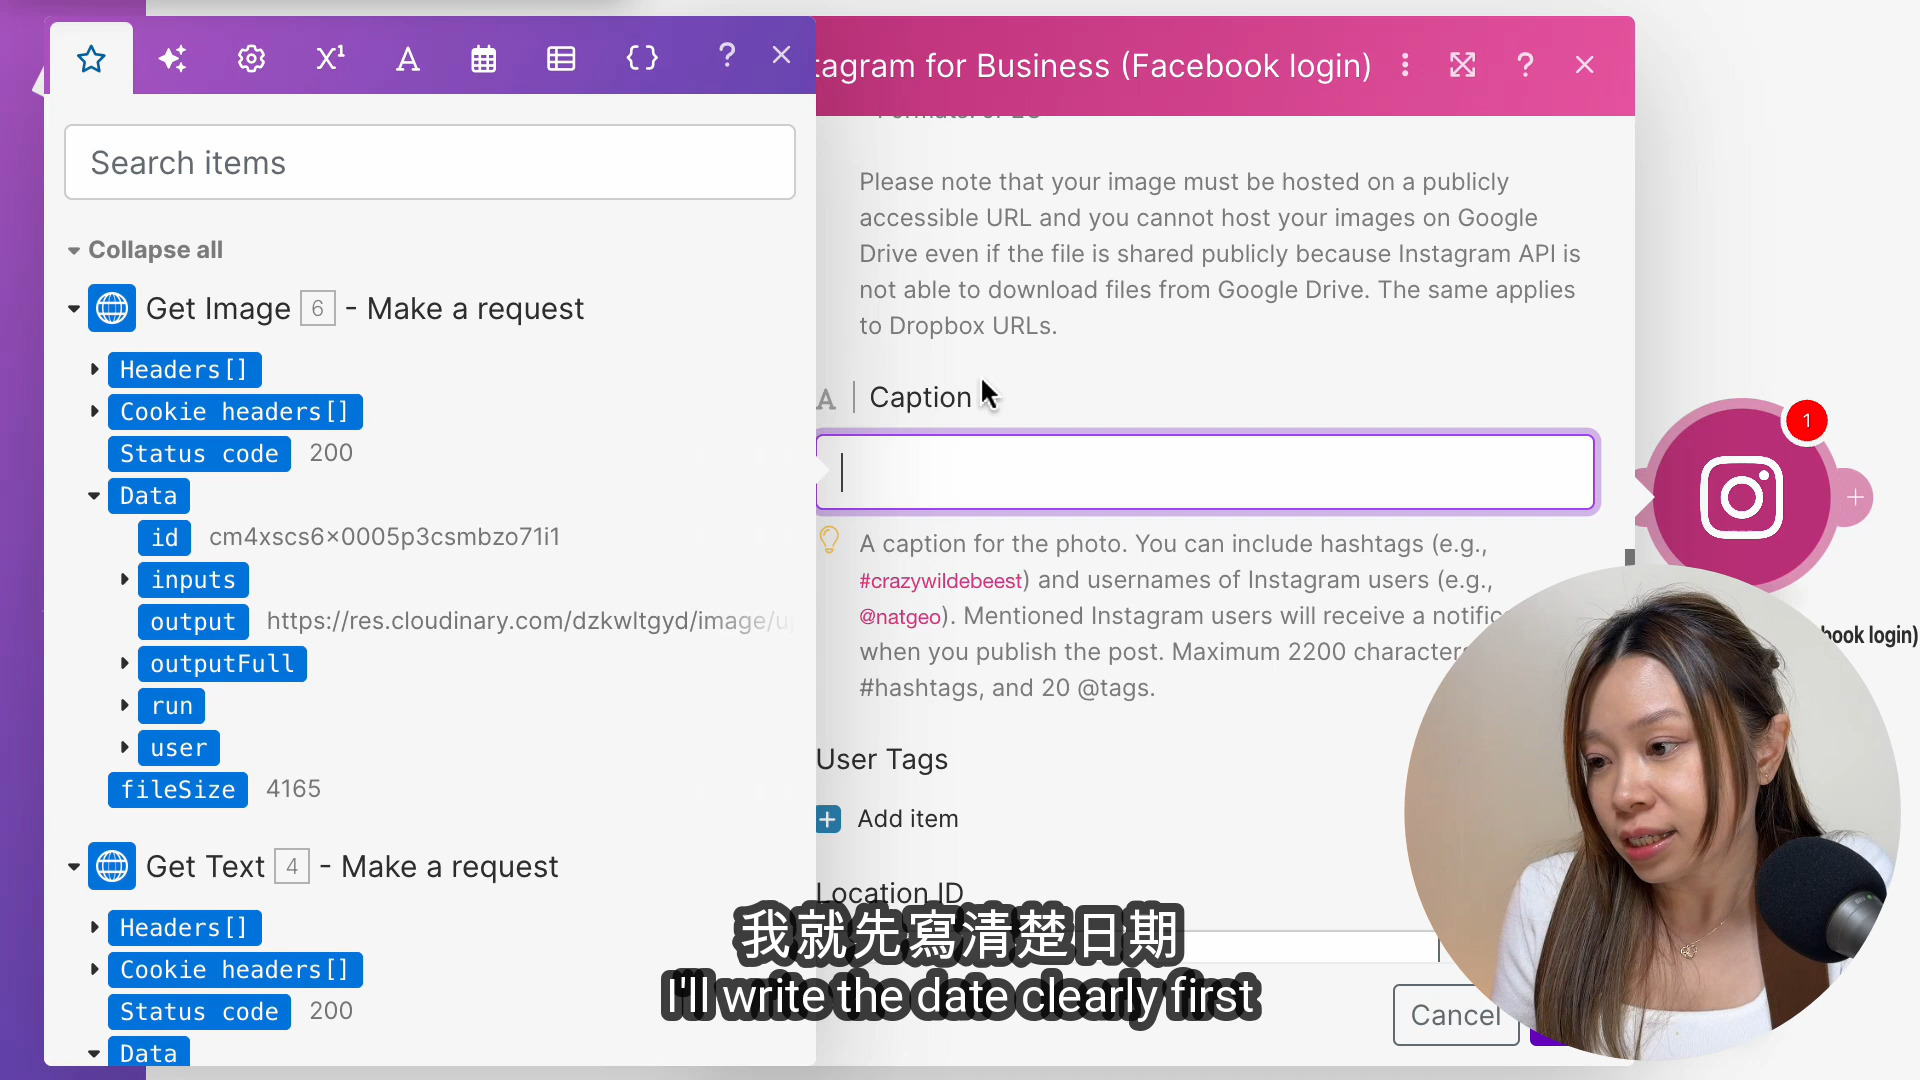 X¹
A
?
tagram for Business (Facebook login)
?
Search items
Collapse all
Get Image 6 - Make a request
Headers[]
Cookie headers[]
Status code 200
Data
id cm4xscs6x0005p3csmbzo71i1
inputs
output https://res.cloudinary.com/dzkwltgyd/image/u
outputFull
run
user
fileSize 4165
Get Text 4 - Make a request
Headers[]
Cookie headers[]
Status code 200
Data
Please note that your image must be hosted on a publicly
accessible URL and you cannot host your images on Google
Drive even if the file is shared publicly because Instagram API is
not able to download files from Google Drive. The same applies
to Dropbox URLs.
A Caption
A caption for the photo. You can include hashtags (e.g.,
#crazywildebeest) and usernames of Instagram users (e.g.,
@natgeo). Mentioned Instagram users will receive a notific
when you publish the post. Maximum 2200 character
#hashtags, and 20 @tags.
User Tags
Add item
Location ID
Cancel
1
book login)
我就先寫清楚日期
I'll write the date clearly first